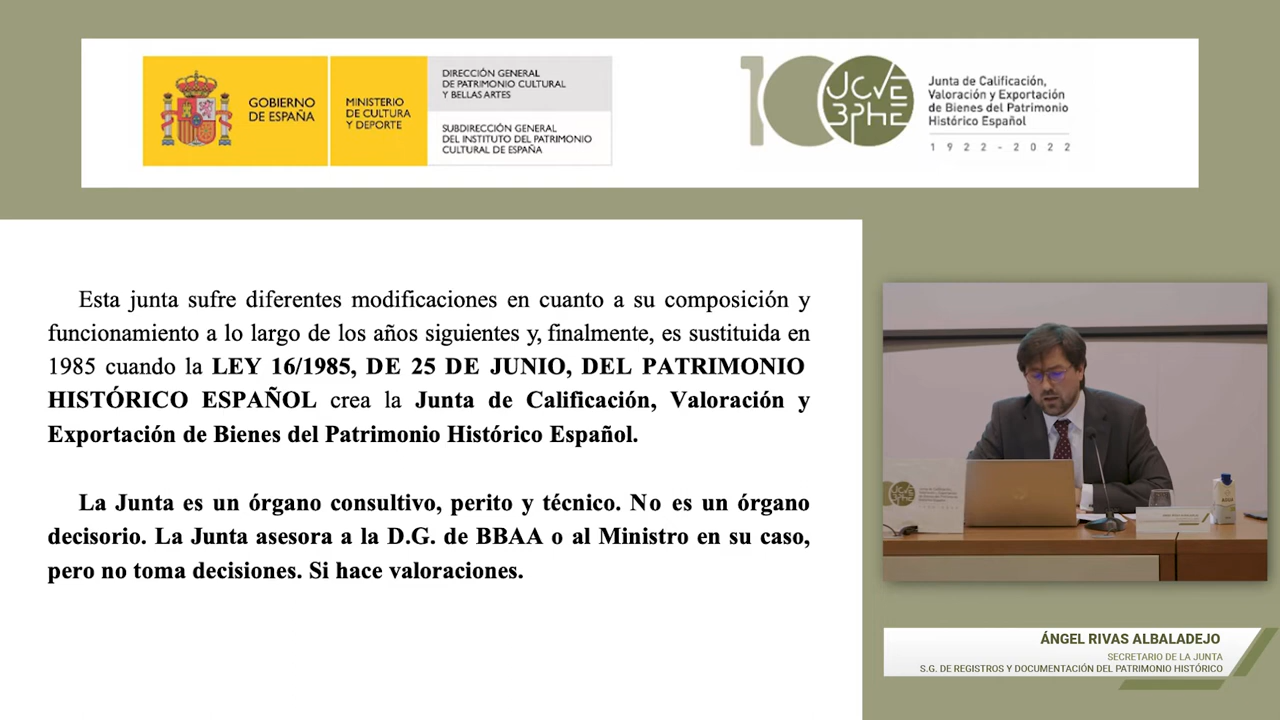 GOBIERNO
DE ESPAÑA
MINISTERIO
DE CULTURA
Y DEPORTE
DIRECCIÓN GENERAL
DE PATRIMONIO CULTURAL
Y BELLAS ARTES
SUBDIRECCIÓN GENERAL
DEL INSTITUTO DEL PATRIMONIO
CULTURAL DE ESPAÑA
100
JCVE
BPHE
Junta de Calificación,
Valoración y Exportación
de Bienes del Patrimonio
Histórico Español
1922-2022
Esta junta sufre diferentes modificaciones en cuanto a su composición y
funcionamiento a lo largo de los años siguientes y, finalmente, es sustituida en
1985 cuando la LEY 16/1985, DE 25 DE JUNIO, DEL PATRIMONIO
HISTÓRICO ESPAÑOL crea la Junta de Calificación, Valoración y
Exportación de Bienes del Patrimonio Histórico Español.
La Junta es un órgano consultivo, perito y técnico. No es un órgano
decisorio. La Junta asesora a la D.G. de BBAA o al Ministro en su caso,
pero no toma decisiones. Si hace valoraciones.
ÁNGEL RIVAS ALBALADEJO
SECRETARIO DE LA JUNTA
S.G. DE REGISTROS Y DOCUMENTACIÓN DEL PATRIMONIO HISTÓRICO